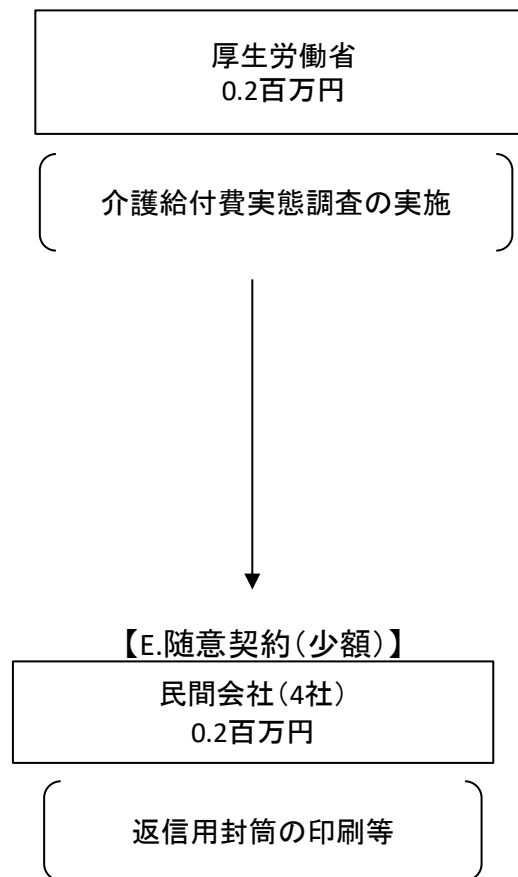 厚生労働省
0.2百万円
介護給付費実態調査の実施
【E.随意契約(少額)】
民間会社(4社)
0.2百万円
返信用封筒の印刷等